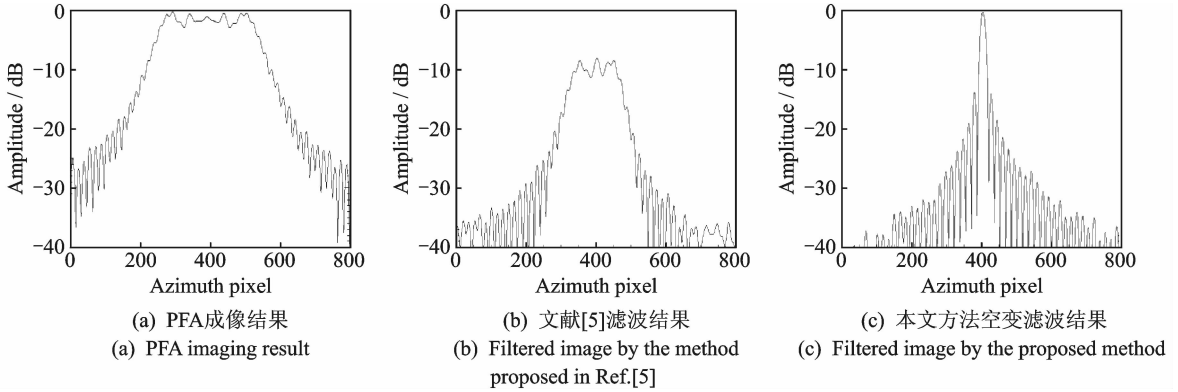 0
−10
−20
−30
−40
Amplitude / dB
0 200 400 600 800
Azimuth pixel
(a) PFA成像结果
(a) PFA imaging result
0
−10
−20
−30
−40
Amplitude / dB
0 200 400 600 800
Azimuth pixel
(b) 文献[5]滤波结果
(b) Filtered image by the method
proposed in Ref.[5]
0
−10
−20
−30
−40
Amplitude / dB
0 200 400 600 800
Azimuth pixel
(c) 本文方法空变滤波结果
(c) Filtered image by the proposed method